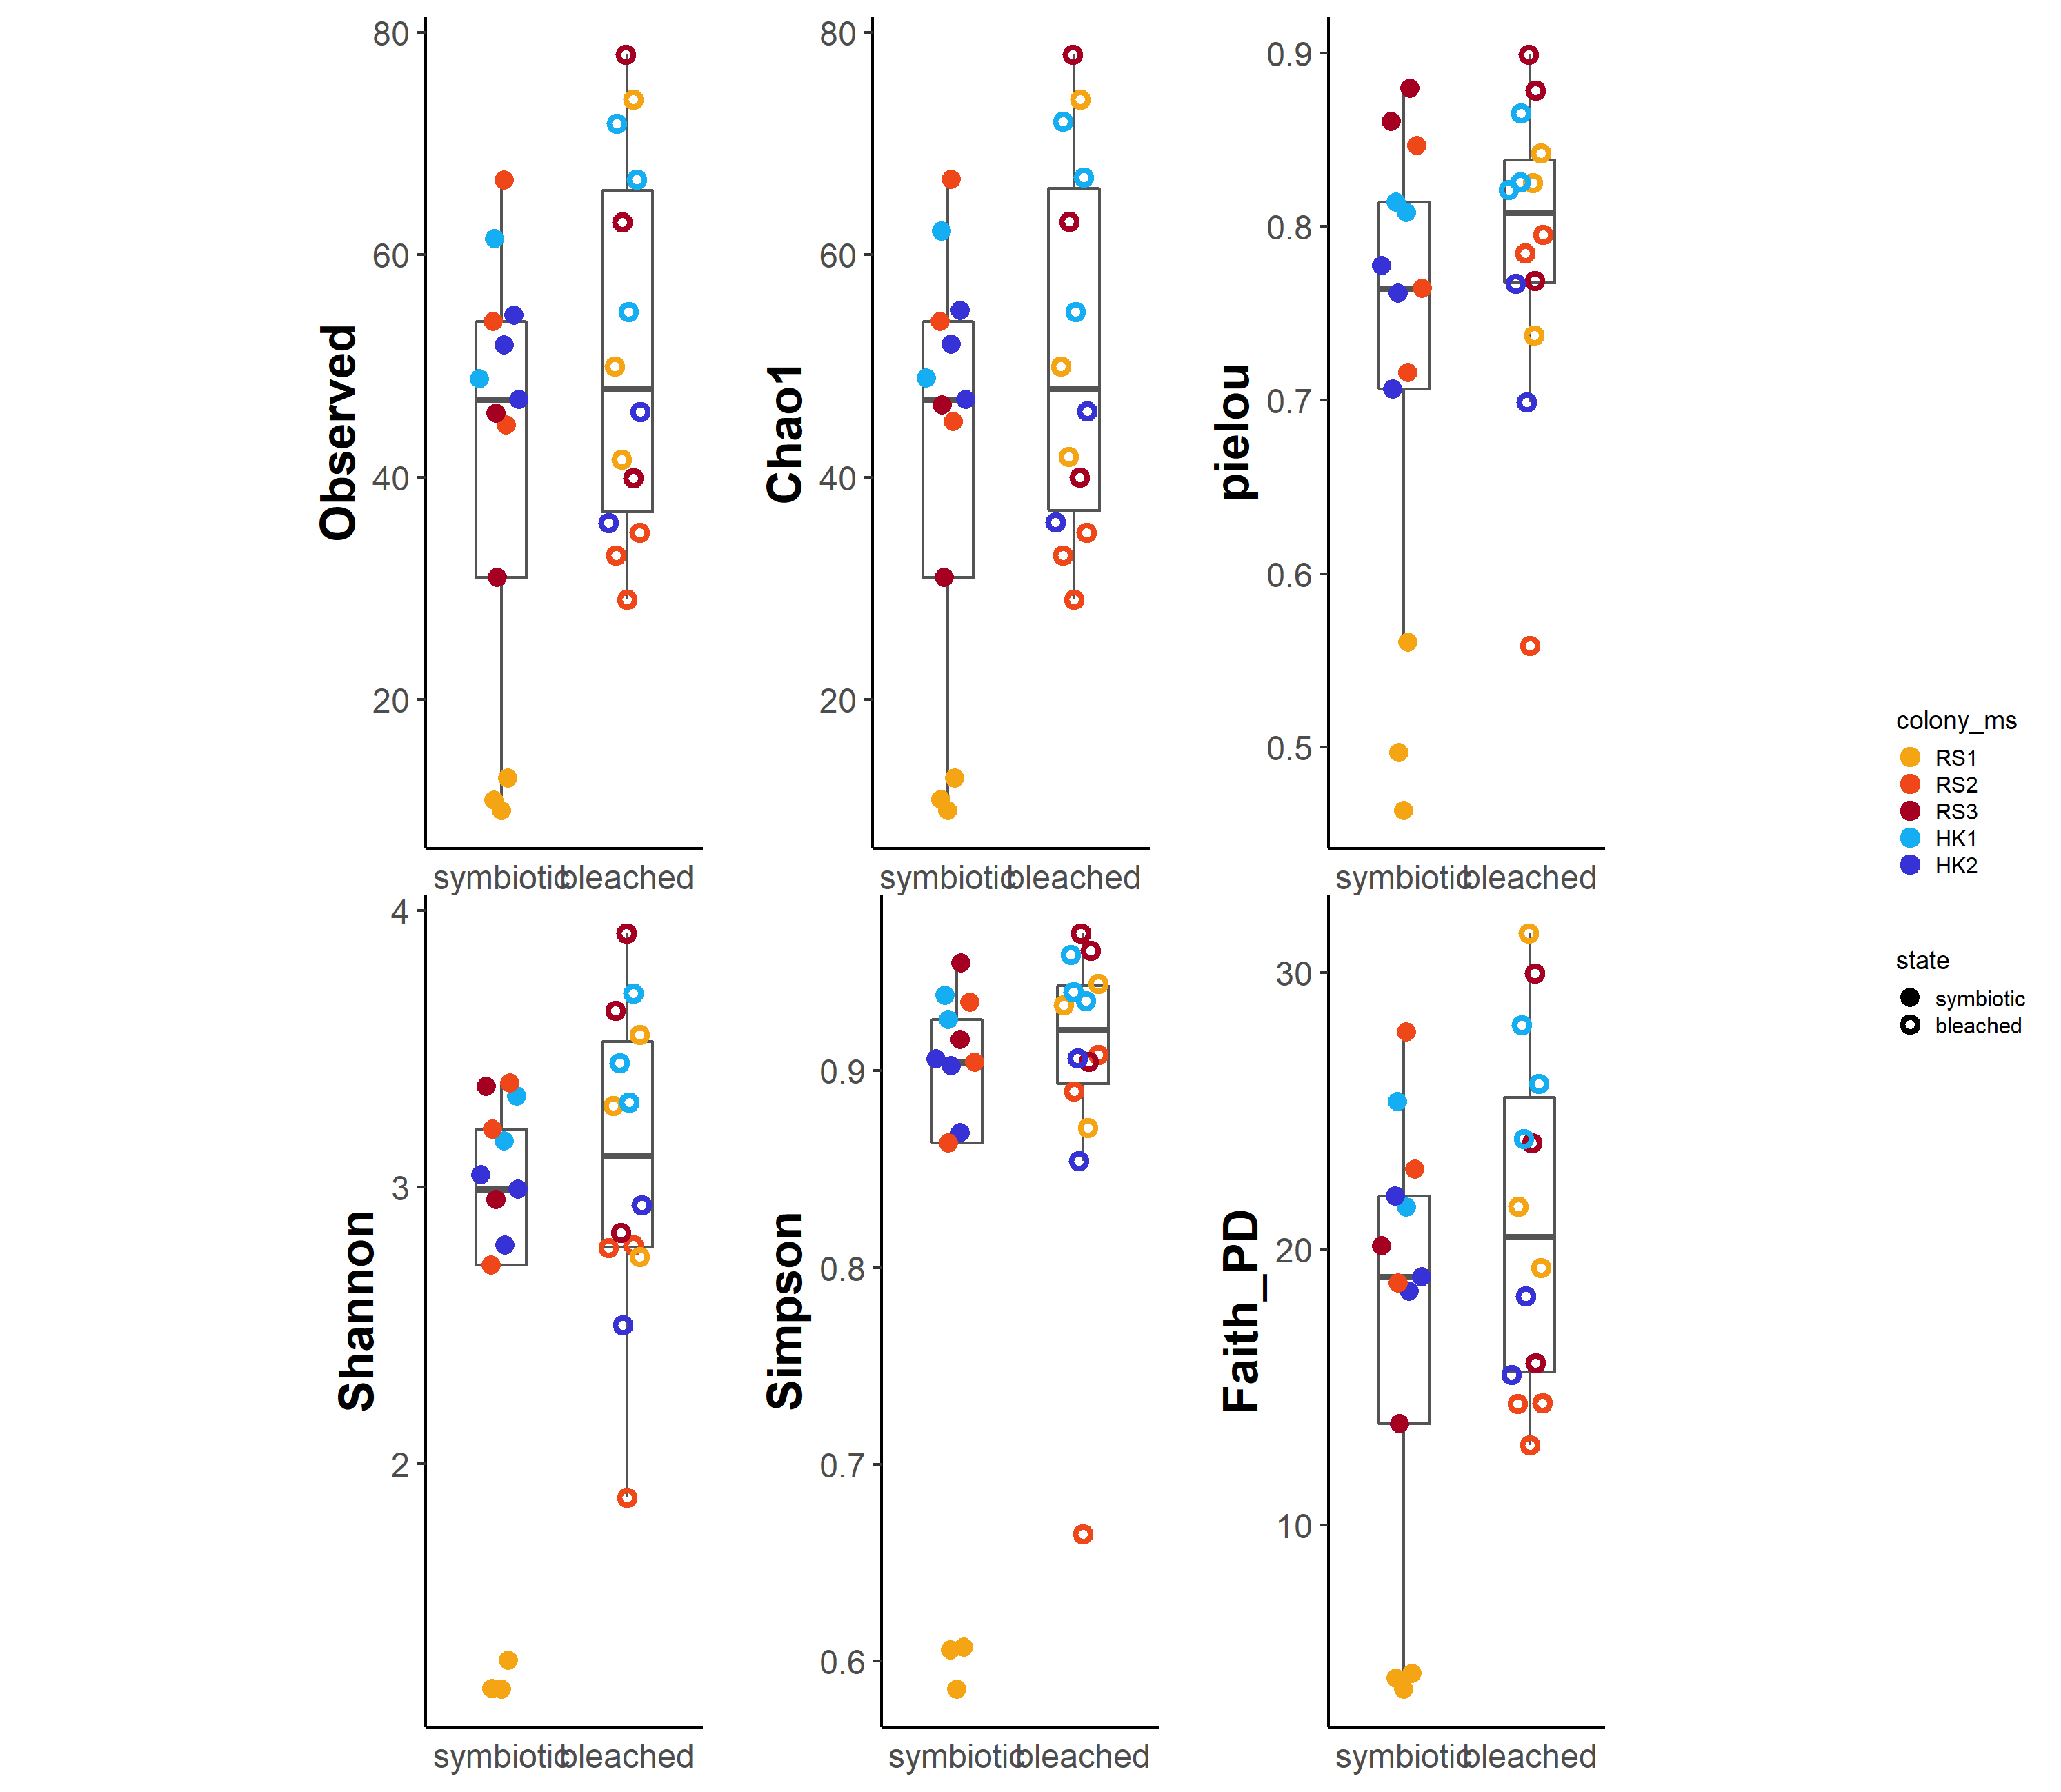 Observed
80
60
40
20
symbiotic
bleached
Chao1
80
60
40
20
symbiotic
bleached
pielou
0.9
0.8
0.7
0.6
0.5
symbiotic
bleached
Shannon
4
3
2
symbiotic
bleached
Simpson
0.9
0.8
0.7
0.6
symbiotic
bleached
Faith_PD
30
20
10
symbiotic
bleached
colony_ms
RS1
RS2
RS3
HK1
HK2
state
symbiotic
bleached